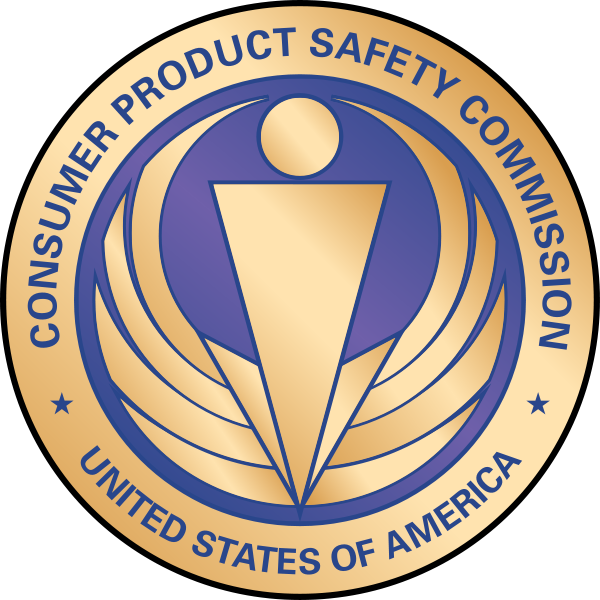 CONSUMER PRODUCT SAFETY COMMISSION
UNITED STATES OF AMERICA